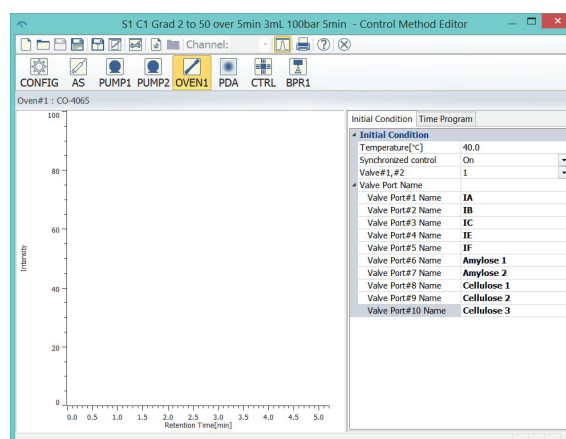 S1 C1 Grad 2 to 50 over 5min 3mL 100bar 5min - Control Method Editor
Channel:
CONFIG AS PUMP1 PUMP2 OVEN1 PDA CTRL BPR1
Oven#1 : CO-4065
Initial Condition Time Program
Initial Condition
Temperature[°C] 40.0
Synchronized control On
Valve#1,#2 1
Valve Port Name
Valve Port#1 Name IA
Valve Port#2 Name IB
Valve Port#3 Name IC
Valve Port#4 Name IE
Valve Port#5 Name IF
Valve Port#6 Name Amylose 1
Valve Port#7 Name Amylose 2
Valve Port#8 Name Cellulose 1
Valve Port#9 Name Cellulose 2
Valve Port#10 Name Cellulose 3
100
80
60
40
20
0
Intensity
0.0 0.5 1.0 1.5 2.0 2.5 3.0 3.5 4.0 4.5 5.0
Retention Time[min]